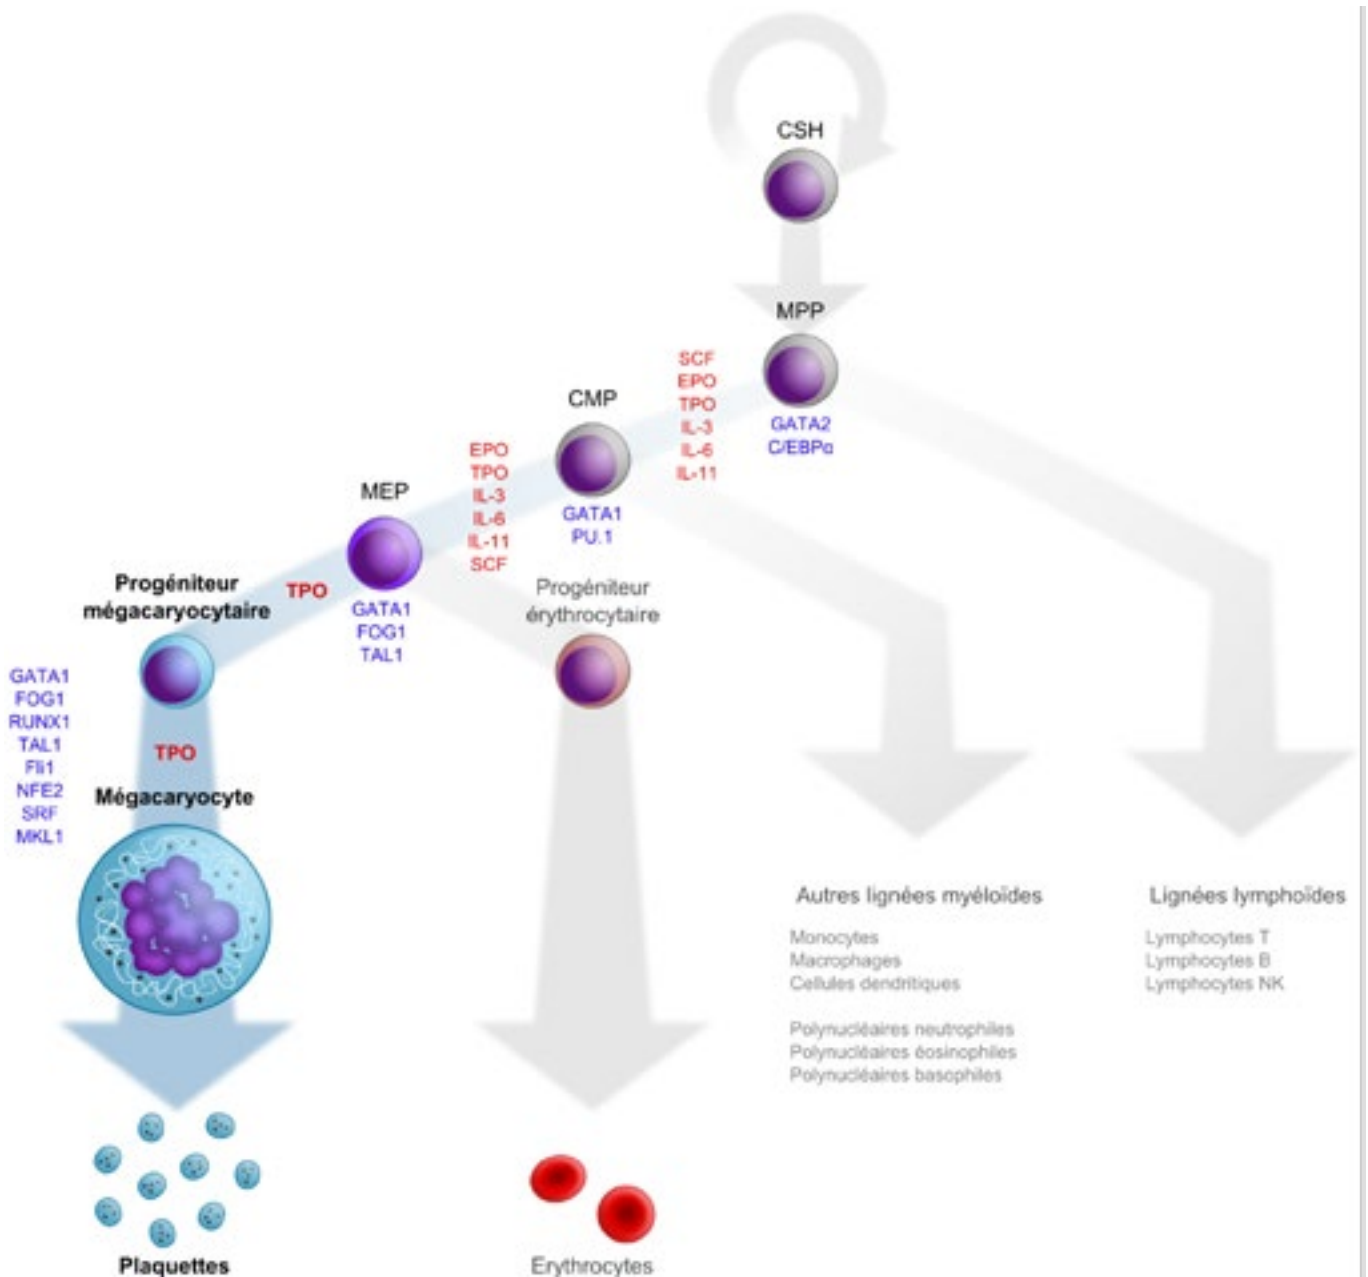 CSH
MPP
SCF
EPO
TPO
IL-3
IL-6
IL-11
GATA2
C/EBPα
CMP
GATA1
PU.1
EPO
TPO
IL-3
IL-6
IL-11
SCF
MEP
GATA1
FOG1
TAL1
TPO
Progéniteur
mégacaryocytaire
Progéniteur
érythrocytaire
GATA1
FOG1
RUNX1
TAL1
Fli1
NFE2
SRF
MKL1
TPO
Mégacaryocyte
Autres lignées myéloïdes
Monocytes
Macrophages
Cellules dendritiques
Polynucléaires neutrophiles
Polynucléaires éosinophiles
Polynucléaires basophiles
Lignées lymphoïdes
Lymphocytes T
Lymphocytes B
Lymphocytes NK
Plaquettes
Erythrocytes